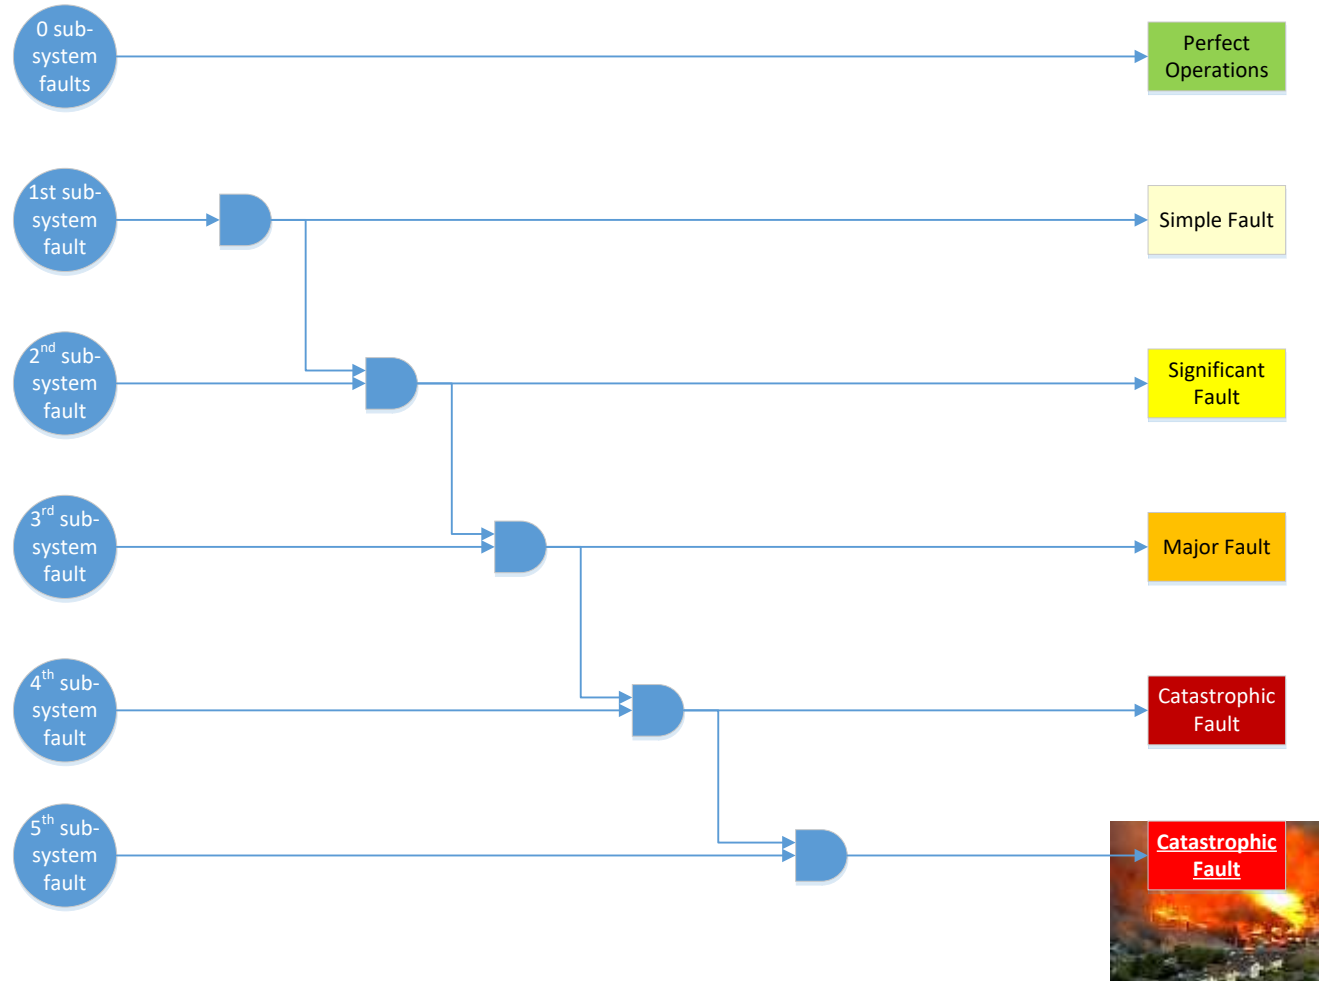 0 sub-
system
faults
Perfect
Operations
1st sub-
system
fault
Simple Fault
2nd sub-
system
fault
Significant
Fault
3rd sub-
system
fault
Major Fault
4th sub-
system
fault
Catastrophic
Fault
5th sub-
system
fault
Catastrophic
Fault